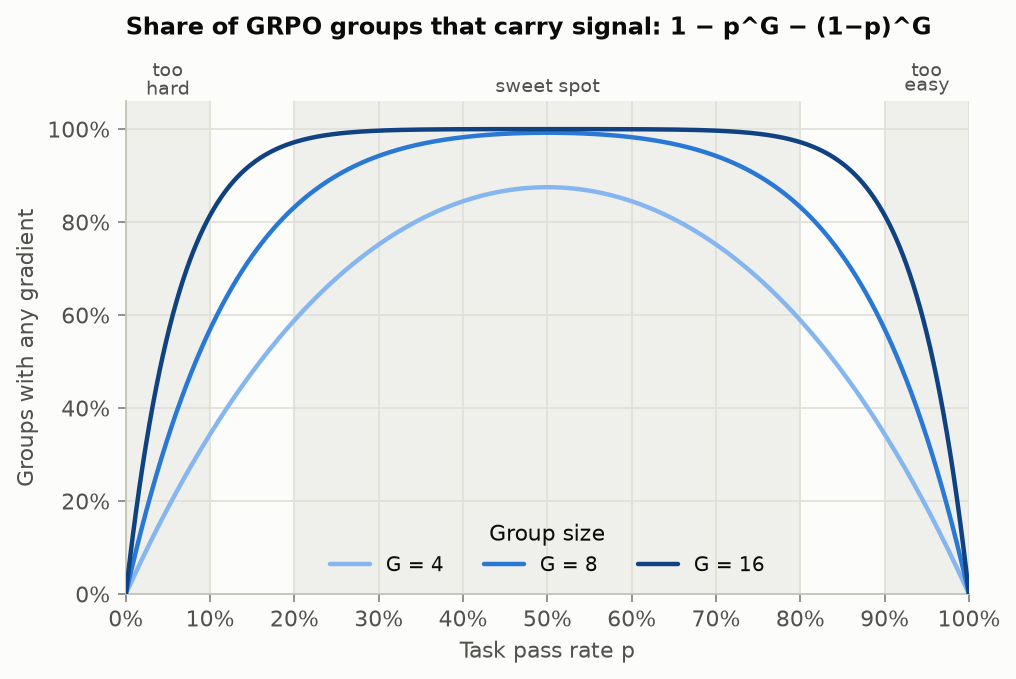 Share of GRPO groups that carry signal: 1 − p^G − (1−p)^G
too
hard
sweet spot
too
easy
100%
80%
60%
40%
20%
0%
Groups with any gradient
Group size
G = 4
G = 8
G = 16
0%
10%
20%
30%
40%
50%
60%
70%
80%
90%
100%
Task pass rate p